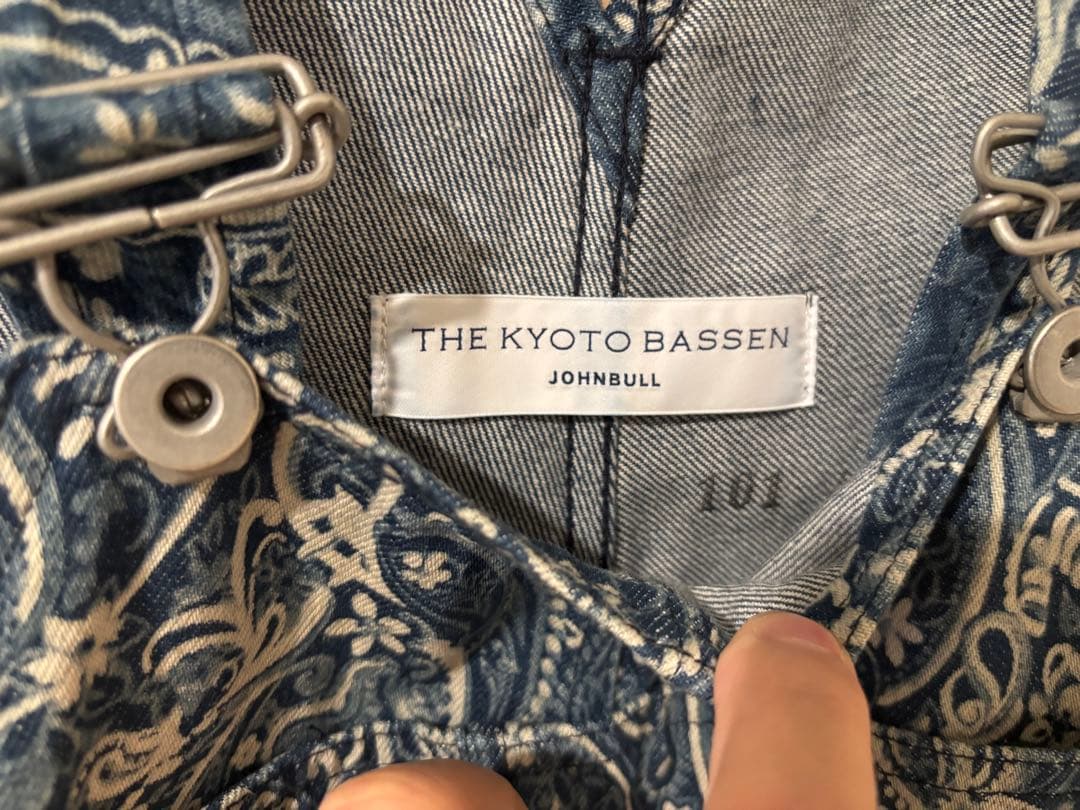 THE KYOTO BASSEN
JOHNBULL
101